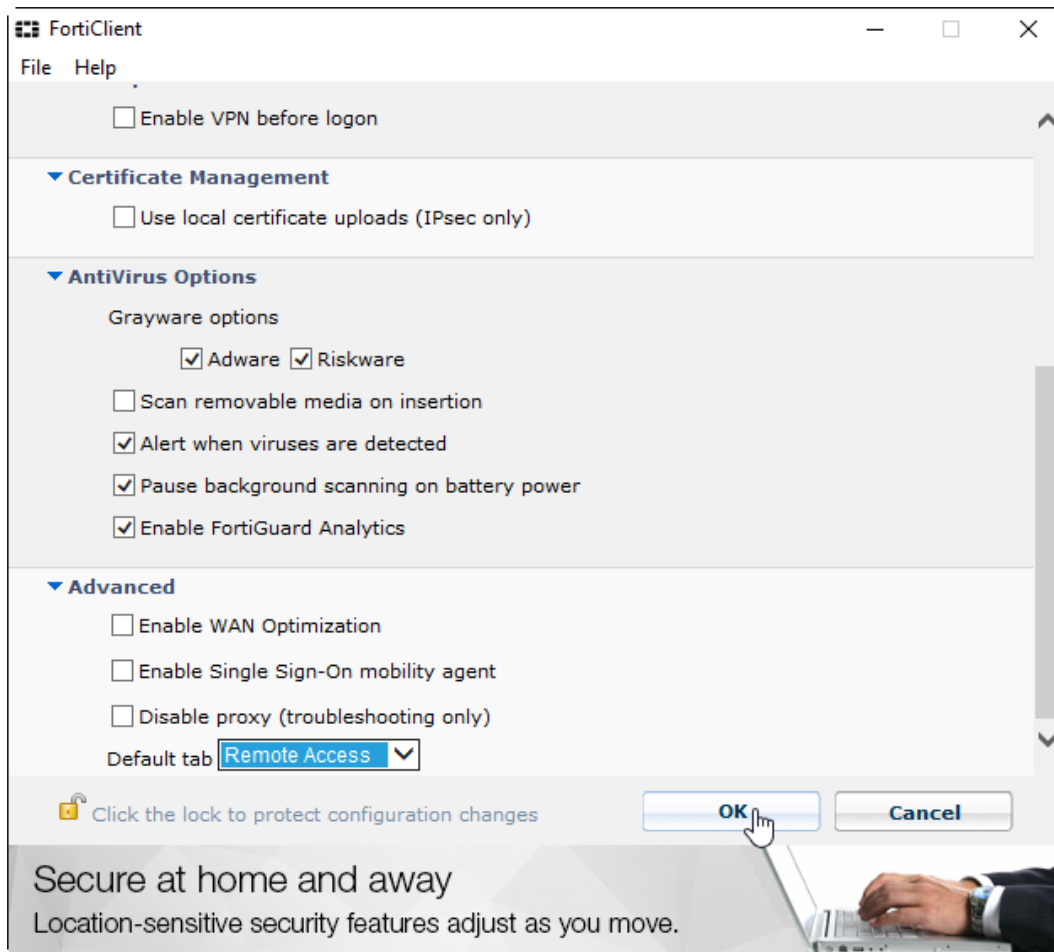 FortiClient
File Help
Enable VPN before logon
Certificate Management
Use local certificate uploads (IPsec only)
AntiVirus Options
Grayware options
Adware Riskware
Scan removable media on insertion
Alert when viruses are detected
Pause background scanning on battery power
Enable FortiGuard Analytics
Advanced
Enable WAN Optimization
Enable Single Sign-On mobility agent
Disable proxy (troubleshooting only)
Default tab Remote Access
Click the lock to protect configuration changes OK Cancel
Secure at home and away
Location-sensitive security features adjust as you move.